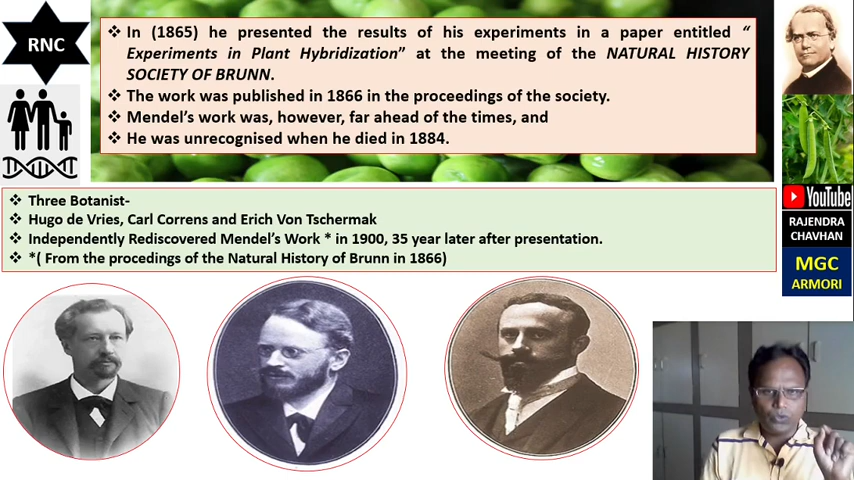 RNC
❖ In (1865) he presented the results of his experiments in a paper entitled “
Experiments in Plant Hybridization” at the meeting of the NATURAL HISTORY
SOCIETY OF BRUNN.
❖ The work was published in 1866 in the proceedings of the society.
❖ Mendel’s work was, however, far ahead of the times, and
❖ He was unrecognised when he died in 1884.
❖ Three Botanist-
❖ Hugo de Vries, Carl Correns and Erich Von Tschermak
❖ Independently Rediscovered Mendel’s Work * in 1900, 35 year later after presentation.
❖ *( From the procedings of the Natural History of Brunn in 1866)
YouTube
RAJENDRA
CHAVHAN
MGC
ARMORI